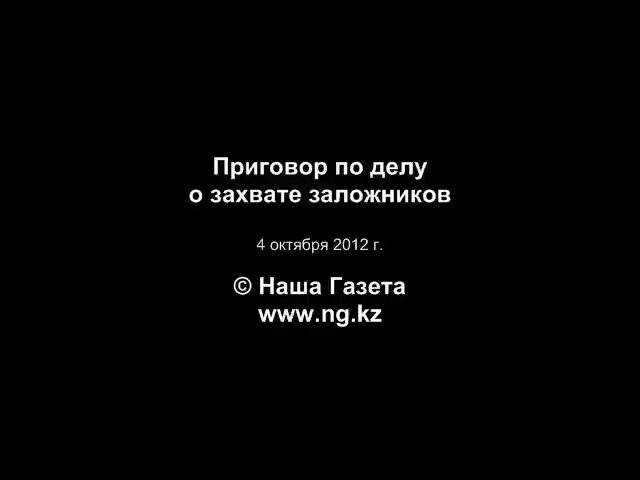 Приговор по делу
о захвате заложников
4 октября 2012 г.
© Наша Газета
www.ng.kz